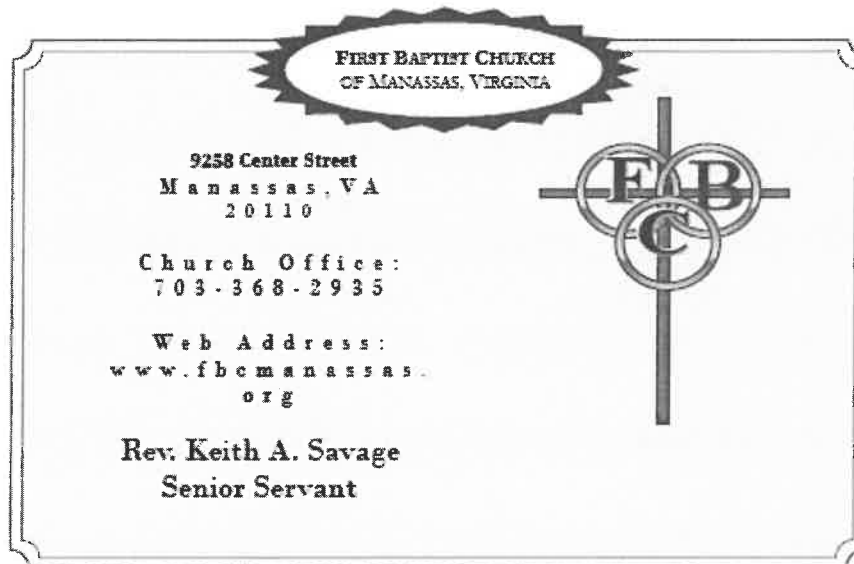 FIRST BAPTIST CHURCH
OF MANASSAS, VIRGINIA
9258 Center Street
Manassas, VA
20110
Church Office:
703-368-2935
Web Address:
www.fbcmanassas.
org
Rev. Keith A. Savage
Senior Servant
F B
C